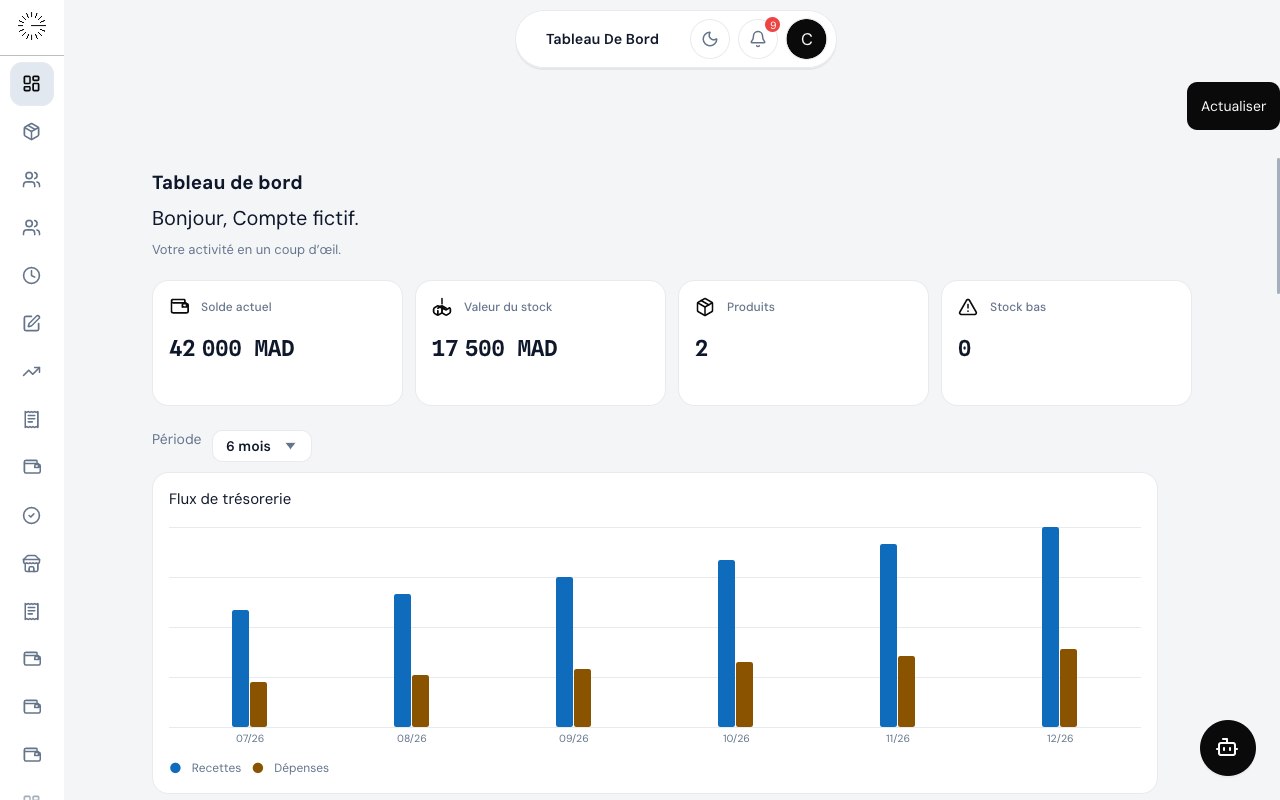 Tableau De Bord
9
C
Actualiser
Tableau de bord
Bonjour, Compte fictif.
Votre activité en un coup d’œil.
Solde actuel
42 000 MAD
Valeur du stock
17 500 MAD
Produits
2
Stock bas
0
Période
6 mois
Flux de trésorerie
07/26 08/26 09/26 10/26 11/26 12/26
Recettes Dépenses